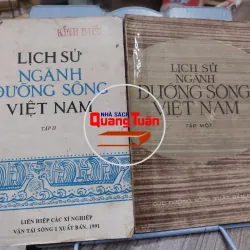 KÍNH BIẾU
LỊCH SỬ
NGÀNH
ĐƯỜNG SÔNG
VIỆT NAM
TẬP II
LIÊN HIỆP CÁC XÍ NGHIỆP
VẬN TẢI SÔNG I XUẤT BẢN, 1991
LỊCH SỬ
NGÀNH
ĐƯỜNG SÔNG
VIỆT NAM
TẬP MỘT
NHÀ SÁCH
Quang Tuấn